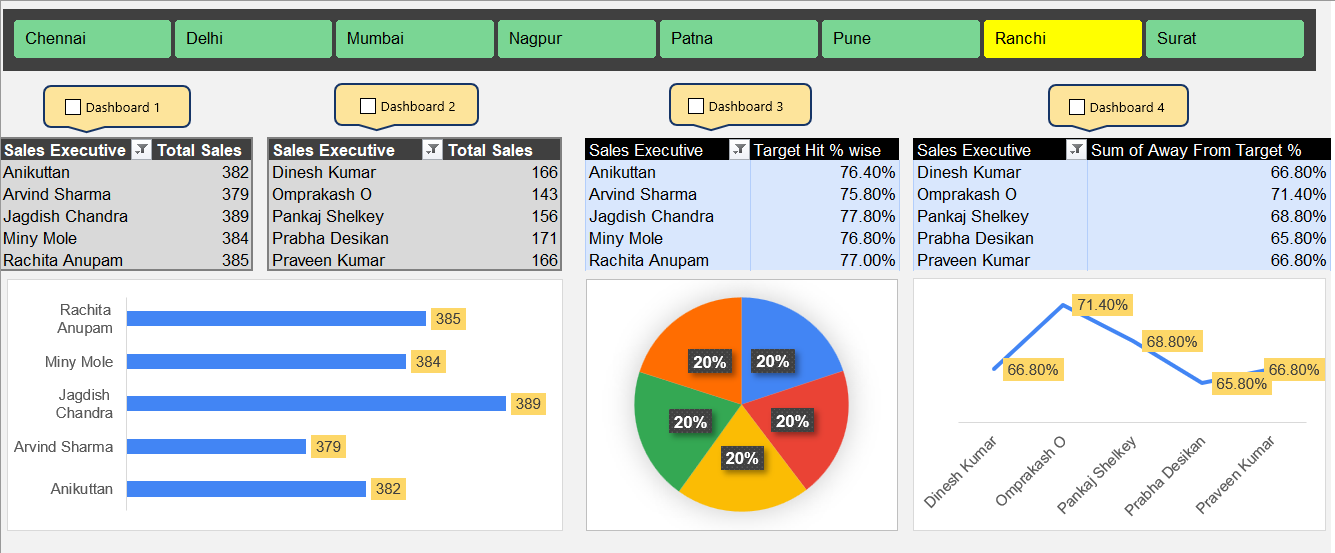 Chennai Delhi Mumbai Nagpur Patna Pune Ranchi Surat
Dashboard 1 Dashboard 2 Dashboard 3 Dashboard 4
Sales Executive Total Sales
Anikuttan 382
Arvind Sharma 379
Jagdish Chandra 389
Miny Mole 384
Rachita Anupam 385
Sales Executive Total Sales
Dinesh Kumar 166
Omprakash O 143
Pankaj Shelkey 156
Prabha Desikan 171
Praveen Kumar 166
Sales Executive Target Hit % wise
Anikuttan 76.40%
Arvind Sharma 75.80%
Jagdish Chandra 77.80%
Miny Mole 76.80%
Rachita Anupam 77.00%
Sales Executive Sum of Away From Target %
Dinesh Kumar 66.80%
Omprakash O 71.40%
Pankaj Shelkey 68.80%
Prabha Desikan 65.80%
Praveen Kumar 66.80%
Rachita
Anupam 385
Miny Mole 384
Jagdish
Chandra 389
Arvind Sharma 379
Anikuttan 382
20% 20%
20% 20%
20%
71.40%
68.80%
66.80% 66.80%
65.80%
Dinesh Kumar
Omprakash O
Pankaj Shelkey
Prabha Desikan
Praveen Kumar